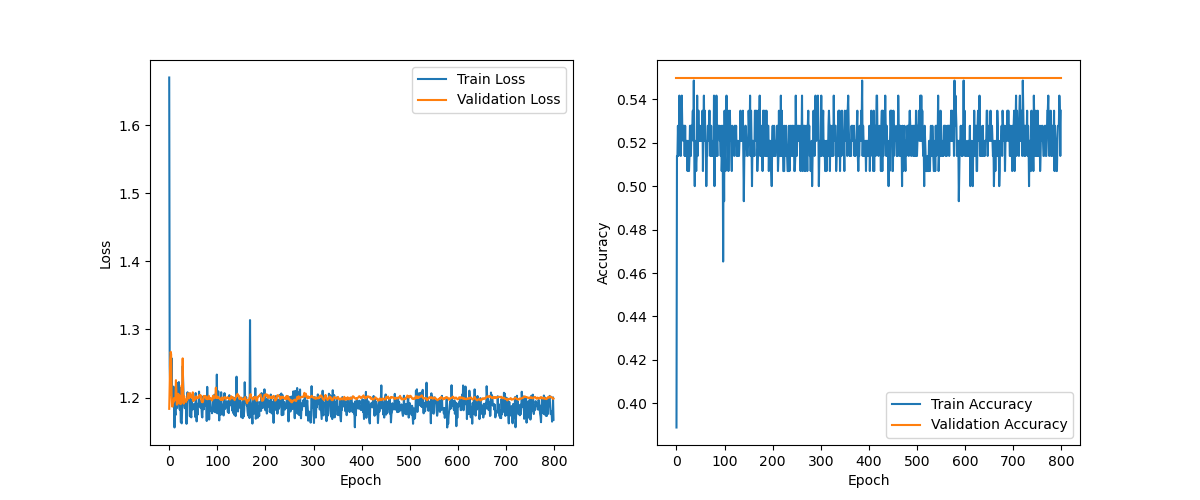 Train Loss
Validation Loss
1.6
1.5
1.4
1.3
1.2
Loss
0 100 200 300 400 500 600 700 800
Epoch
0.54
0.52
0.50
0.48
0.46
0.44
0.42
0.40
Accuracy
Train Accuracy
Validation Accuracy
0 100 200 300 400 500 600 700 800
Epoch